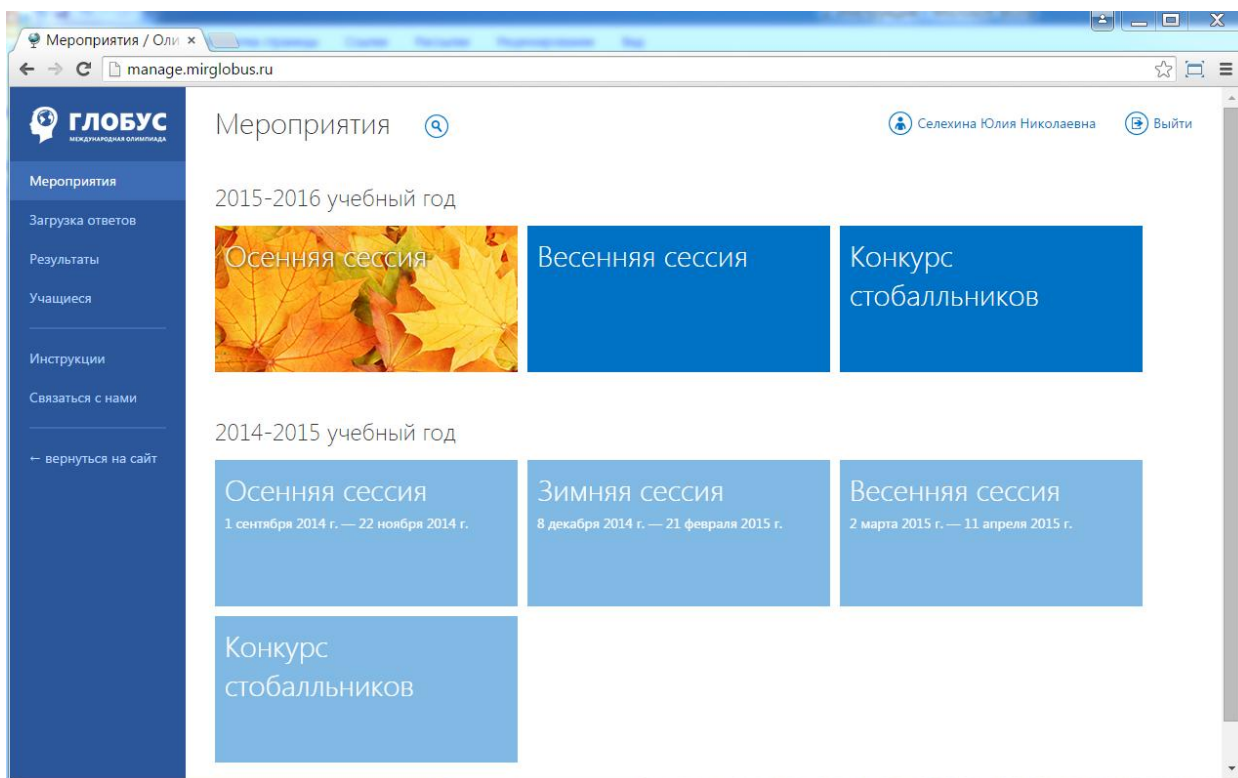 Мероприятия / Оли
manage.mirglobus.ru
ГЛОБУС
МЕЖДУНАРОДНАЯ ОЛИМПИАДА
Мероприятия
Загрузка ответов
Результаты
Учащиеся
Инструкции
Связаться с нами
← вернуться на сайт
Мероприятия
Селехина Юлия Николаевна
Выйти
2015-2016 учебный год
Осенняя сессия
Весенняя сессия
Конкурс
стобалльников
2014-2015 учебный год
Осенняя сессия
1 сентября 2014 г. — 22 ноября 2014 г.
Зимняя сессия
8 декабря 2014 г. — 21 февраля 2015 г.
Весенняя сессия
2 марта 2015 г. — 11 апреля 2015 г.
Конкурс
стобалльников